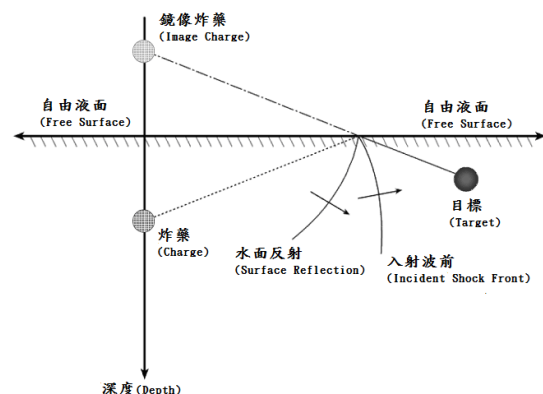 鏡像炸藥
(Image Charge)
自由液面
(Free Surface)
自由液面
(Free Surface)
目標
(Target)
炸藥
(Charge)
水面反射
(Surface Reflection)
入射波前
(Incident Shock Front)
深度(Depth)